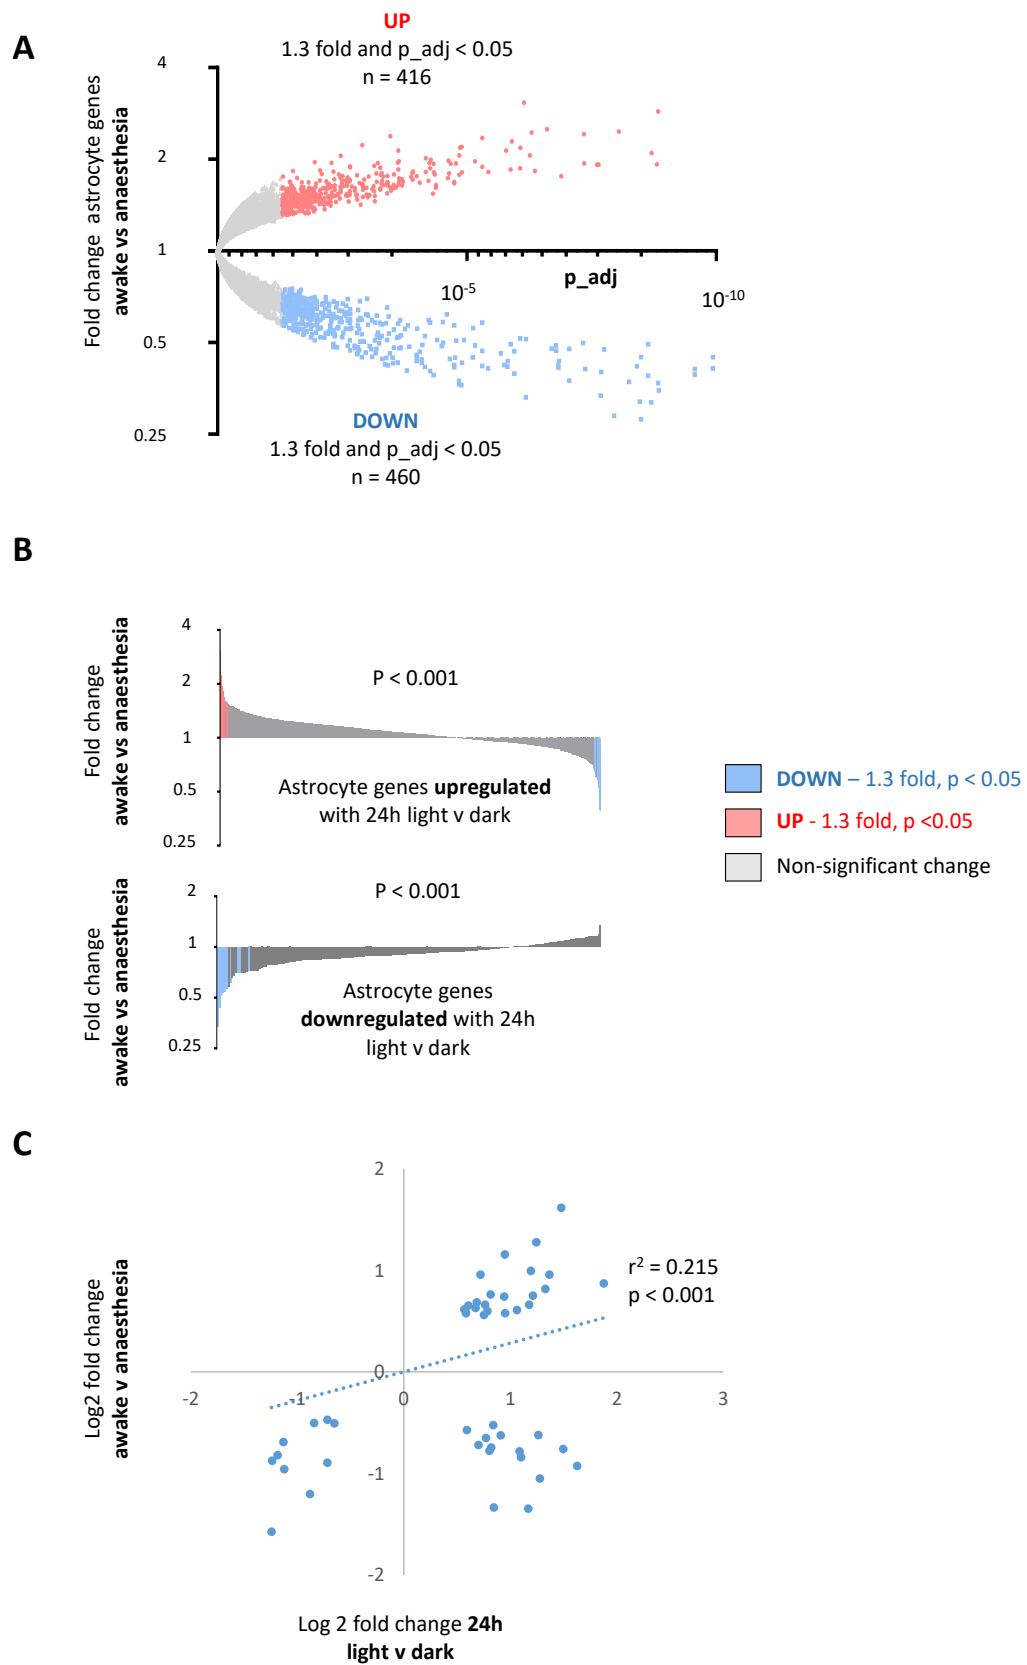 A
UP
1.3 fold and p_adj < 0.05
n = 416
Fold change astrocyte genes
awake vs anaesthesia
4
2
1
0.5
0.25
10-5
p_adj
10-10
DOWN
1.3 fold and p_adj < 0.05
n = 460
B
Fold change
awake vs anaesthesia
4
2
1
0.5
0.25
P < 0.001
Astrocyte genes upregulated
with 24h light v dark
DOWN – 1.3 fold, p < 0.05
UP - 1.3 fold, p <0.05
Non-significant change
Fold change
awake vs anaesthesia
2
1
0.5
0.25
P < 0.001
Astrocyte genes
downregulated with 24h
light v dark
C
Log2 fold change
awake v anaesthesia
2
1
0
-1
-2
-2
-1
0
1
2
3
r2 = 0.215
p < 0.001
Log 2 fold change 24h
light v dark